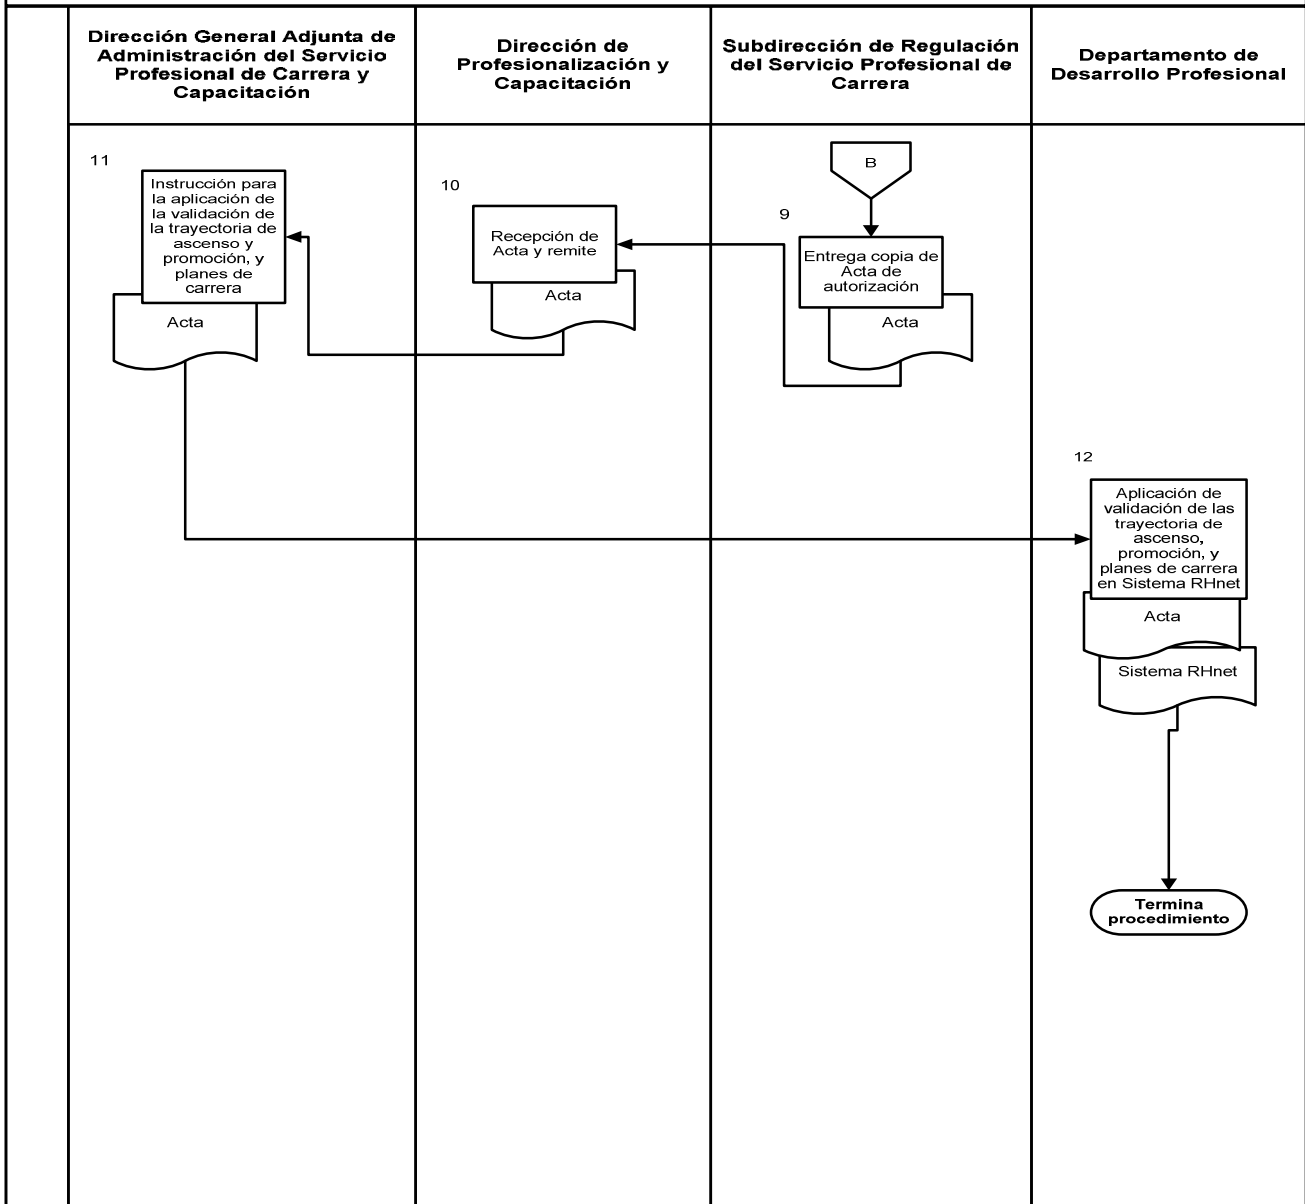 Dirección General Adjunta de
Administración del Servicio
Profesional de Carrera y
Capacitación
Dirección de
Profesionalización y
Capacitación
Subdirección de Regulación
del Servicio Profesional de
Carrera
Departamento de
Desarrollo Profesional
11
Instrucción para
la aplicación de
la validación de
la trayectoria de
ascenso y
promoción, y
planes de
carrera
Acta
10
Recepción de
Acta y remite
Acta
B
9
Entrega copia de
Acta de
autorización
Acta
12
Aplicación de
validación de las
trayectoria de
ascenso,
promoción, y
planes de carrera
en Sistema RHnet
Acta
Sistema RHnet
Termina
procedimiento